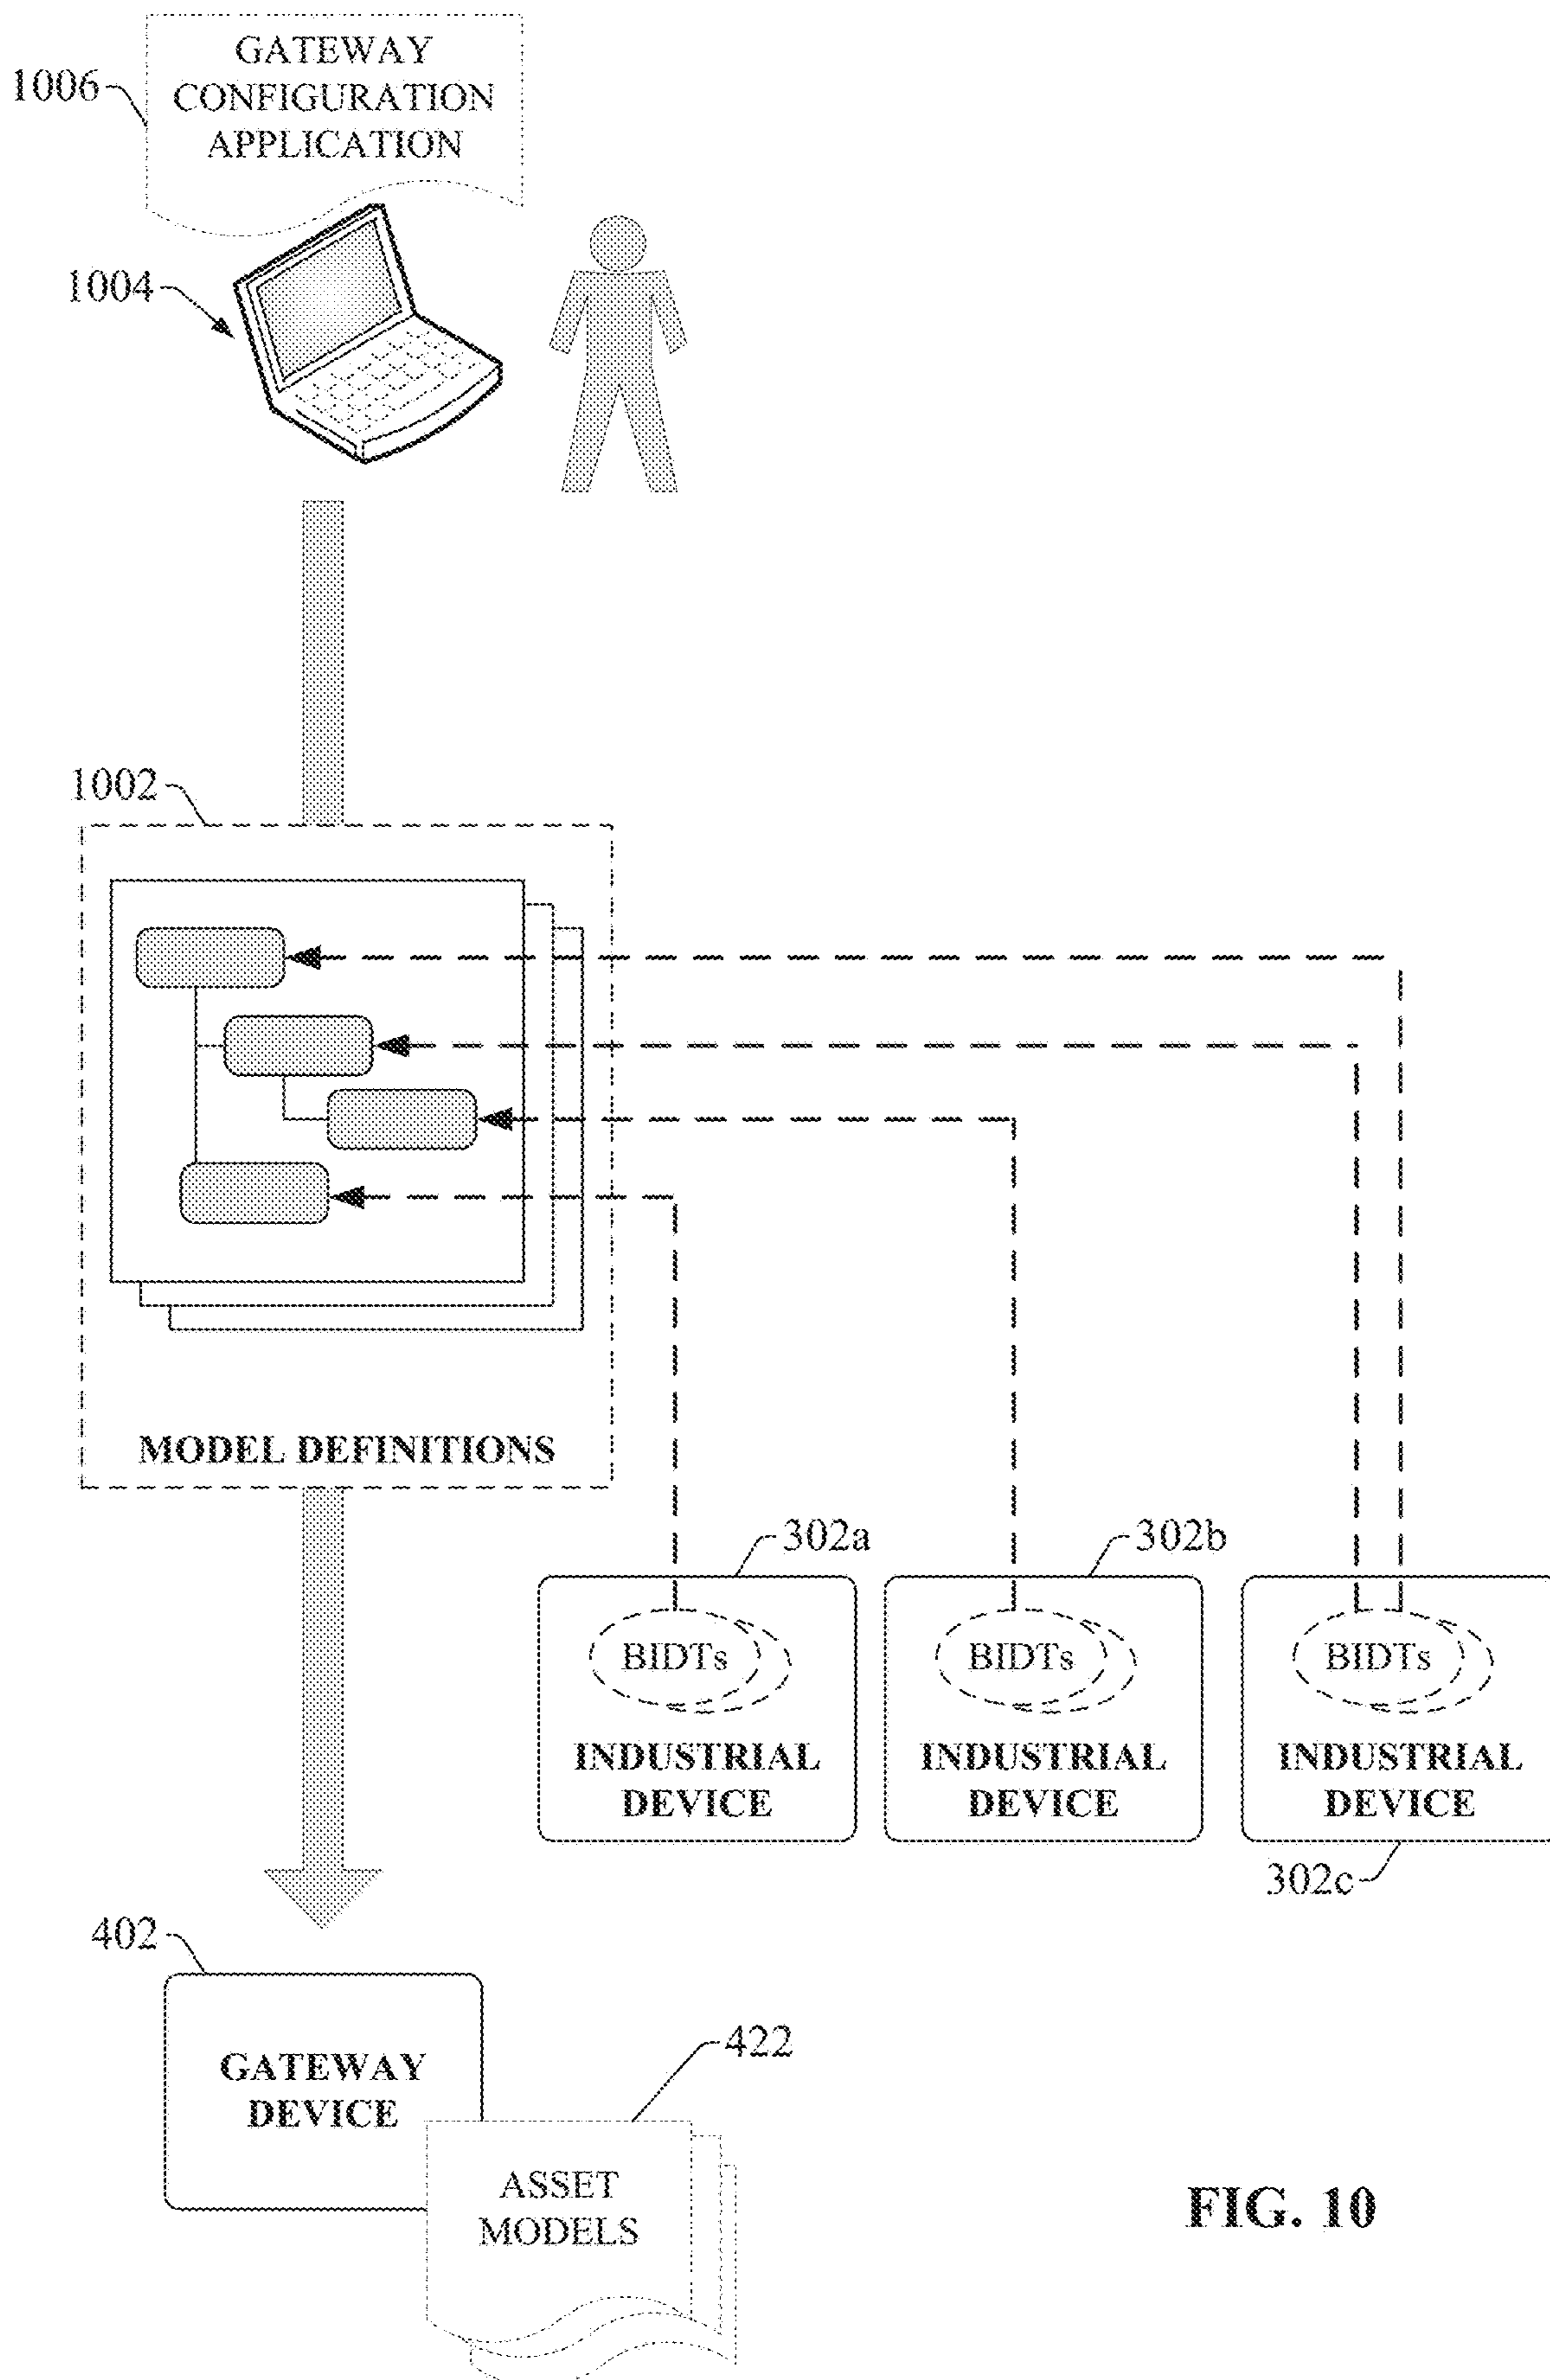 GATEWAY
CONFIGURATION
APPLICATION
1006
1004
1002
MODEL DEFINITIONS
302a
302b
BIDTs
INDUSTRIAL
DEVICE
BIDTs
INDUSTRIAL
DEVICE
BIDTs
INDUSTRIAL
DEVICE
302c
402
GATEWAY
DEVICE
422
ASSET
MODELS
FIG. 10